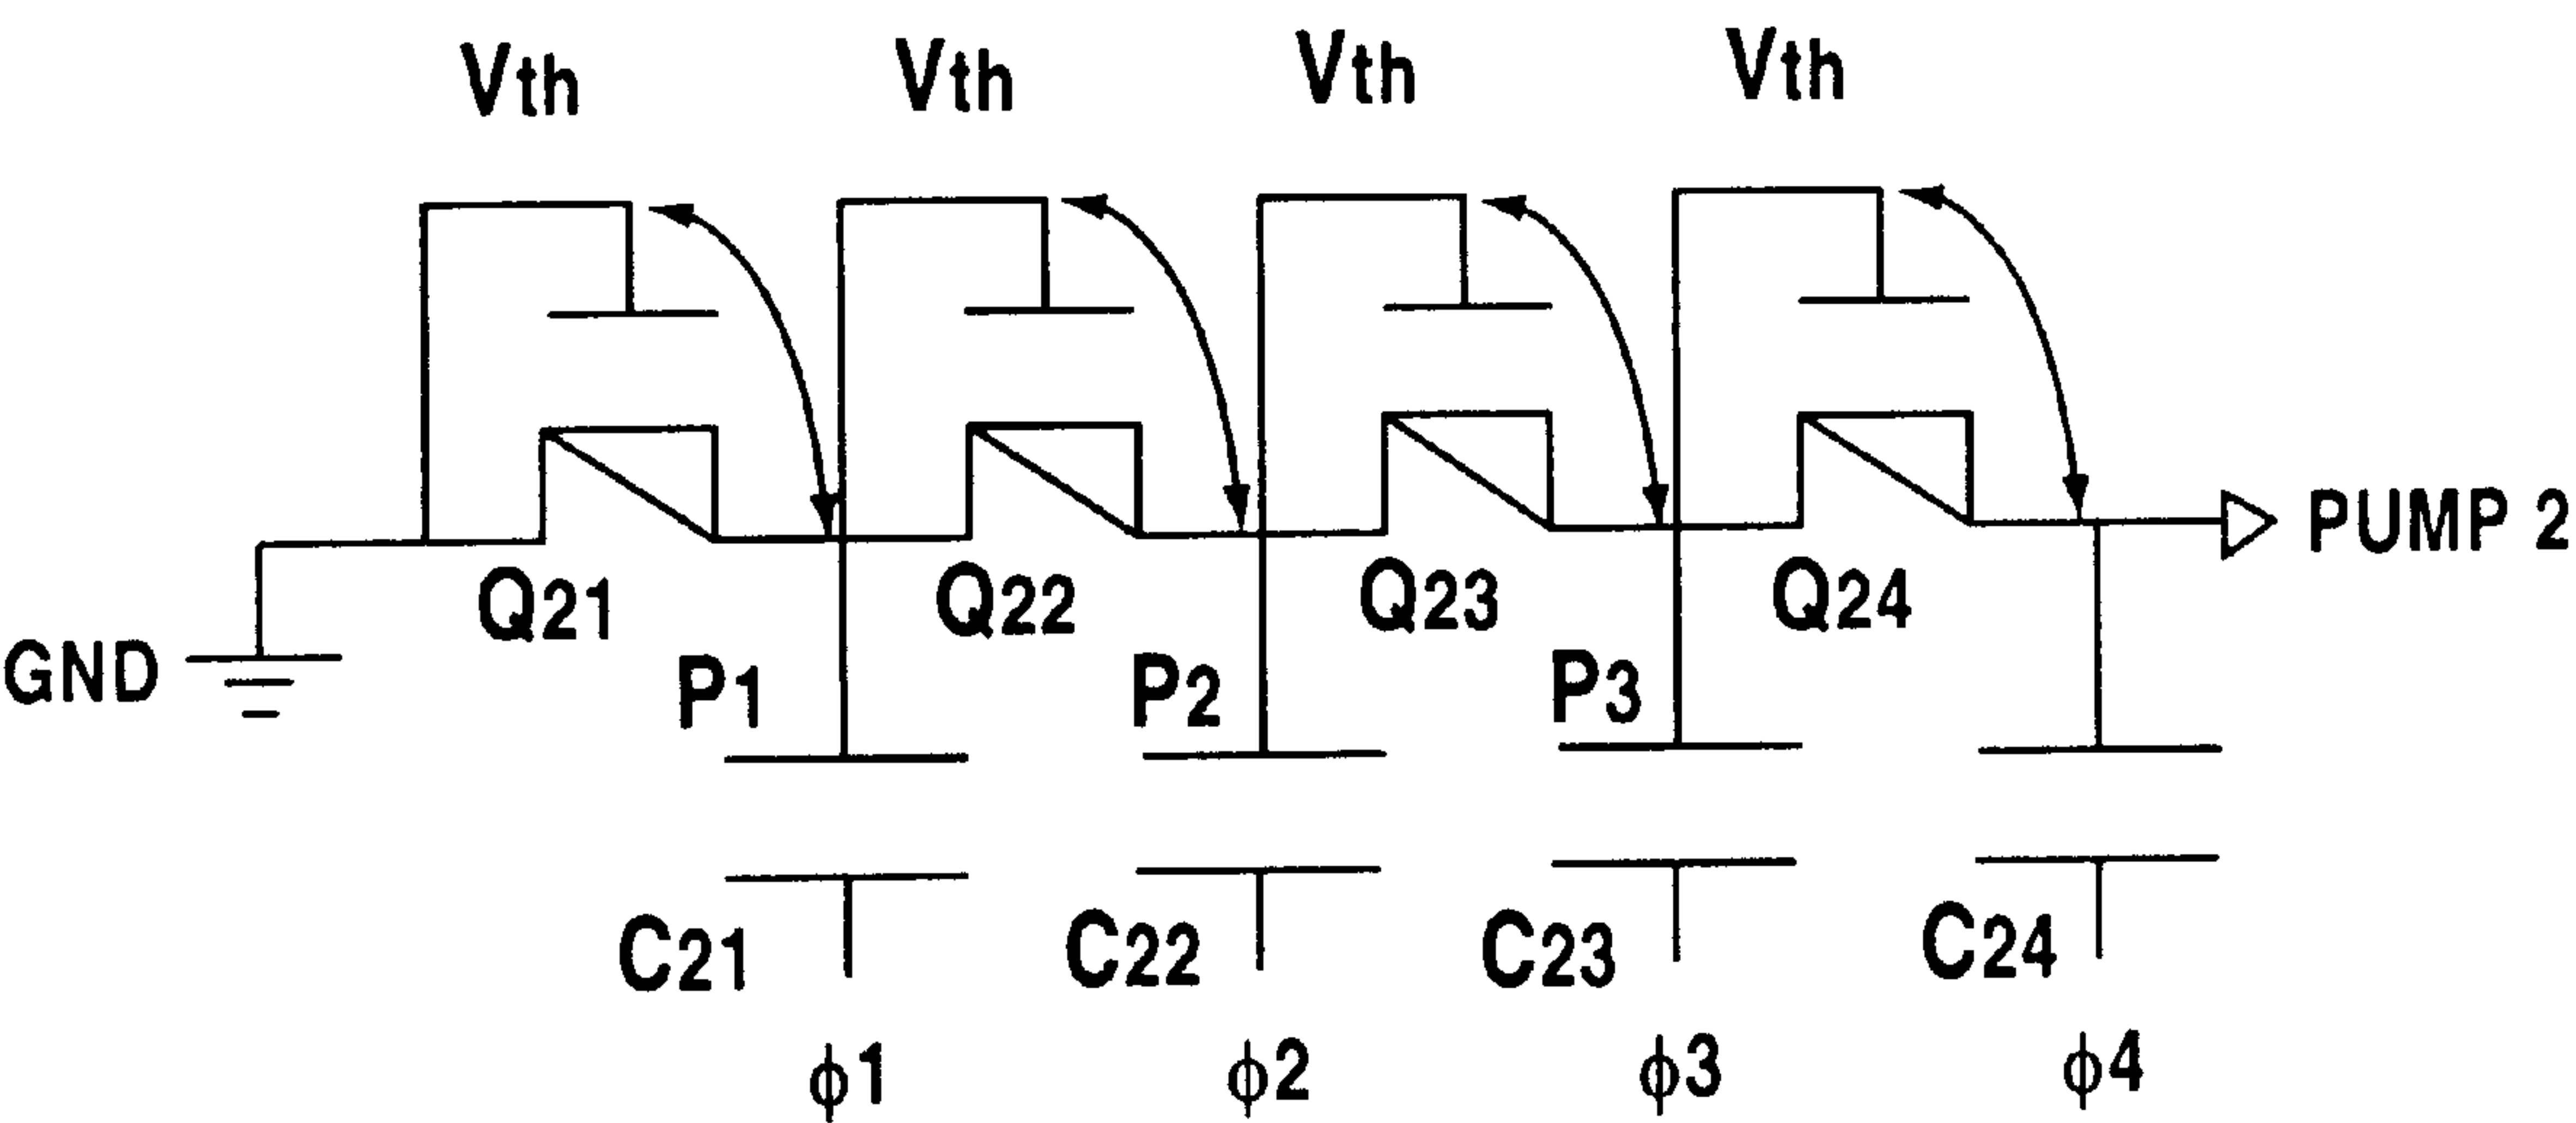 Vth Vth Vth Vth
PUMP 2
Q21 Q22 Q23 Q24
GND P1 P2 P3
C21 C22 C23 C24
ϕ1 ϕ2 ϕ3 ϕ4